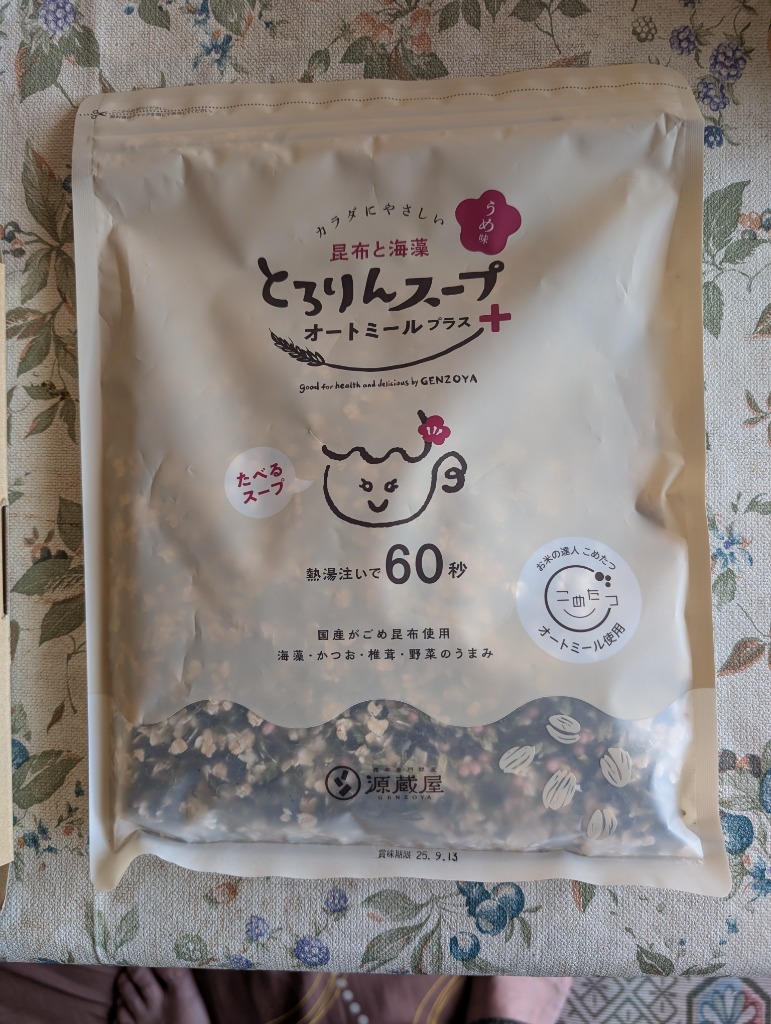 カラダにやさしい
うめ味
昆布と海藻
とろりんスープ
オートミールプラス+
good for health and delicious by GENZOYA
たべる
スープ
熱湯注いで60秒
お米の達人 こめたつ
こめたつ
オートミール使用
国産がごめ昆布使用
海藻・かつお・椎茸・野菜のうまみ
源蔵屋
GENZOYA
賞味期限 25. 9.13